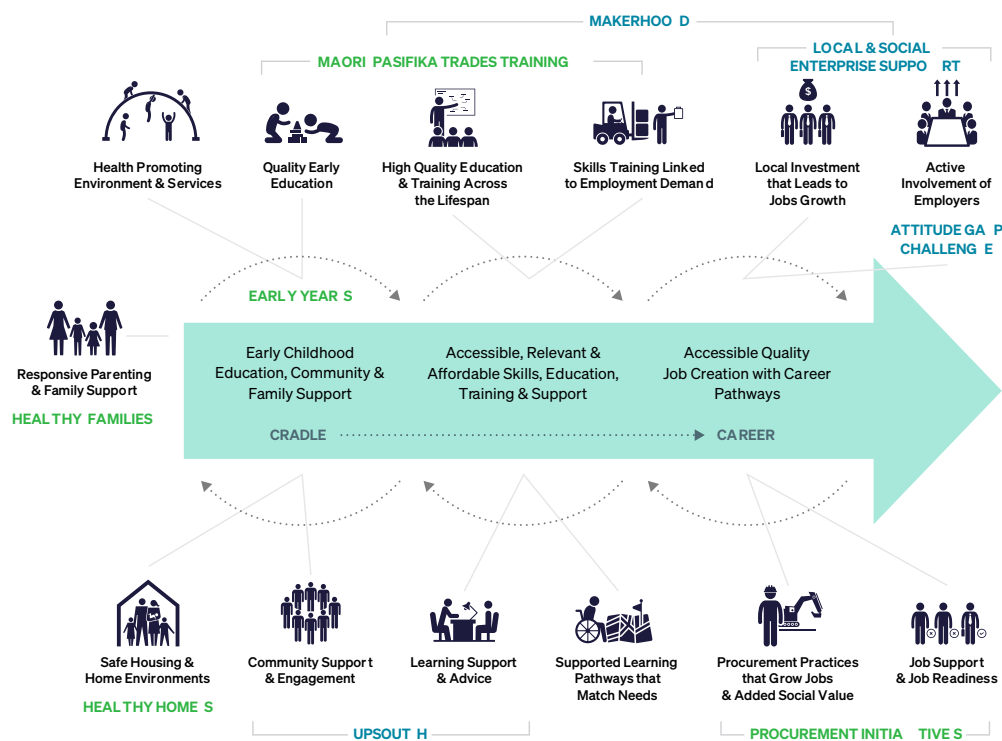 MAKERHOO D
MAORI PASIFIKA TRADES TRAINING
LOCAL & SOCIAL
ENTERPRISE SUPPO RT
$
Health Promoting
Environment & Services
Quality Early
Education
High Quality Education
& Training Across
the Lifespan
Skills Training Linked
to Employment Demand
Local Investment
that Leads to
Jobs Growth
Active
Involvement of
Employers
ATTITUDE GA P
CHALLENG E
EARLY YEAR S
Responsive Parenting
& Family Support
HEALTHY FAMILIES
Early Childhood
Education, Community &
Family Support
Accessible, Relevant &
Affordable Skills, Education,
Training & Support
Accessible Quality
Job Creation with Career
Pathways
CRADLE
CAREER
Safe Housing &
Home Environments
HEALTHY HOME S
Community Support
& Engagement
Learning Support
& Advice
Supported Learning
Pathways that
Match Needs
Procurement Practices
that Grow Jobs
& Added Social Value
Job Support
& Job Readiness
UPSOUT H
PROCUREMENT INITIA TIVE S